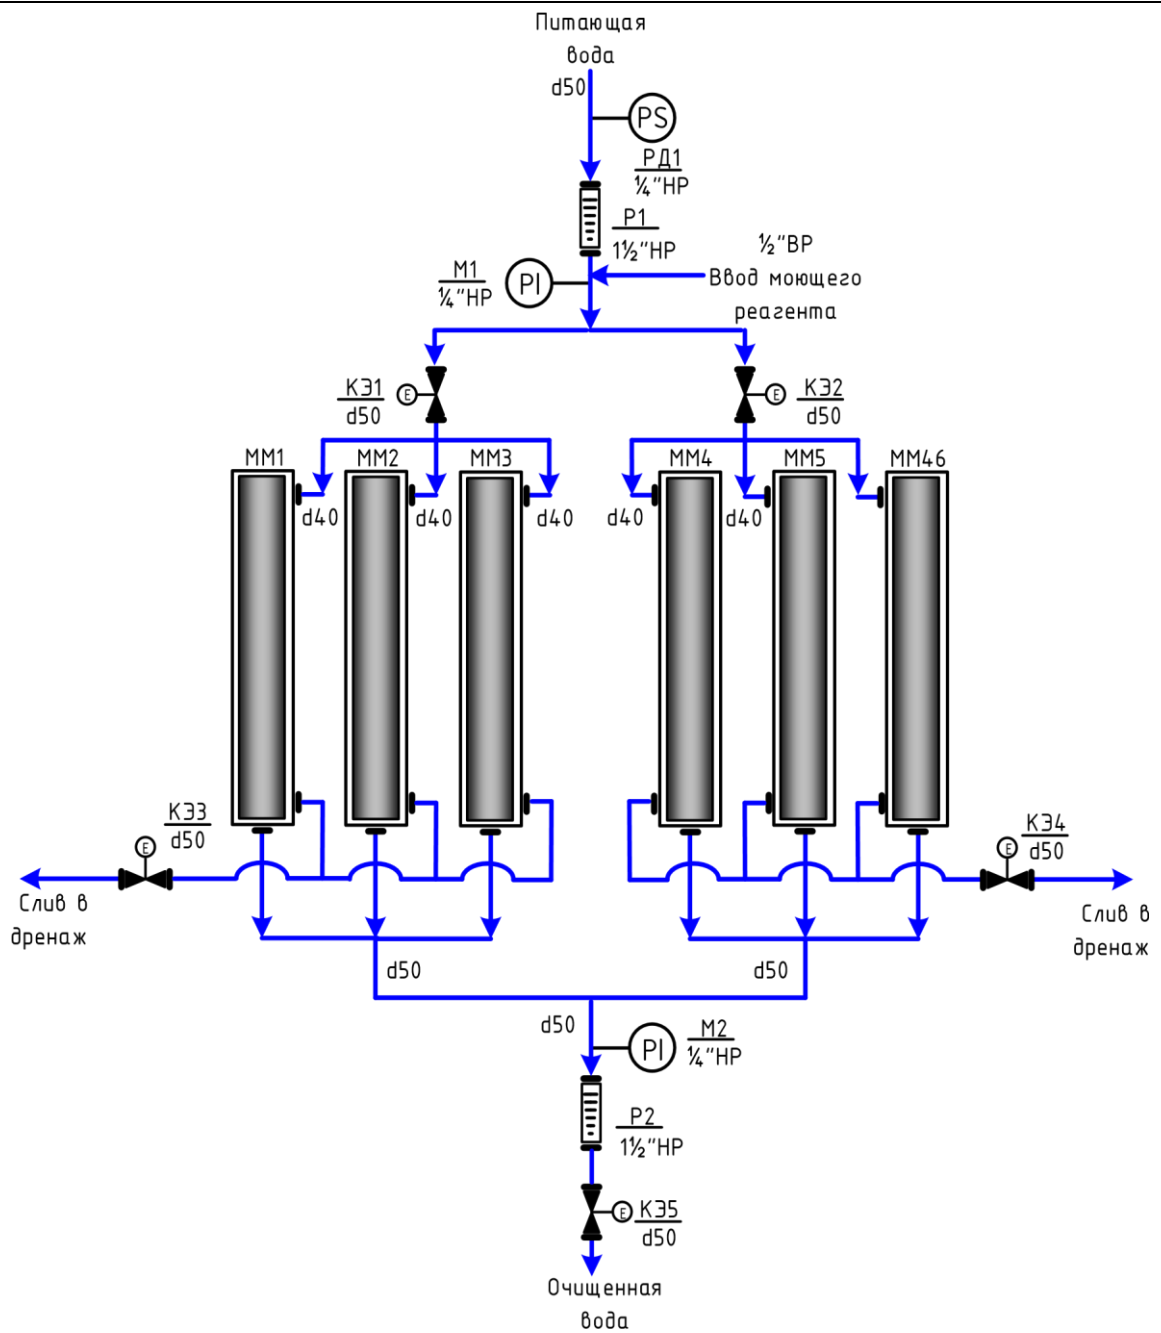 Питающая
вода
d50
PS
РД1
¼"НР
Р1
1½"НР
½"ВР
Ввод моющего
реагента
М1
¼"НР
PI
КЭ1
d50
E
E
КЭ2
d50
ММ1
ММ2
ММ3
ММ4
ММ5
ММ46
d40
d40
d40
d40
d40
КЭ3
d50
E
КЭ4
d50
E
Слив в
дренаж
Слив в
дренаж
d50
d50
d50
PI
М2
¼"НР
Р2
1½"НР
E
КЭ5
d50
Очищенная
вода